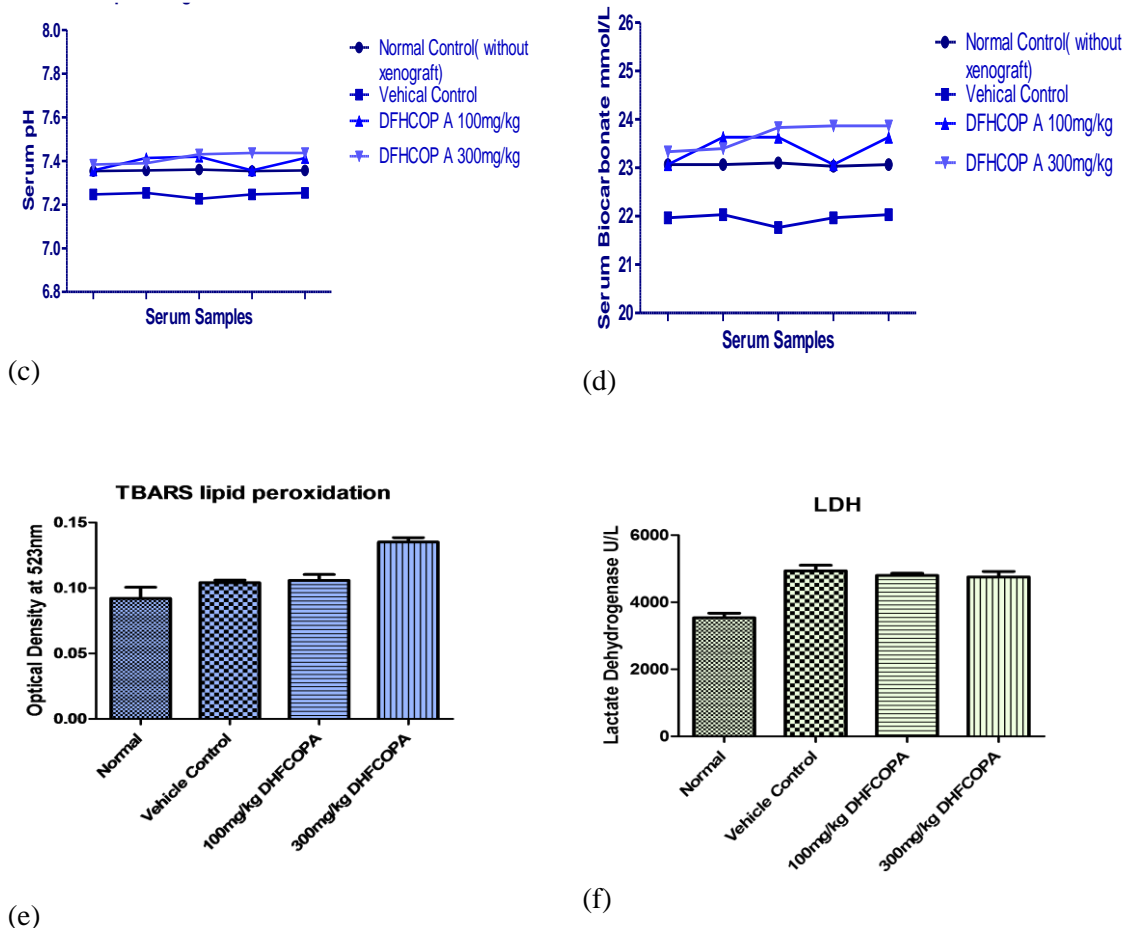 8.0
7.8
7.6
7.4
7.2
7.0
6.8
Serum pH
Serum Samples
Normal Control( without
xenograft)
Vehical Control
DFHCOP A 100mg/kg
DFHCOP A 300mg/kg
(c)
26
25
24
23
22
21
20
Serum Biocarbonate mmol/L
Serum Samples
Normal Control( without
xenograft)
Vehical Control
DFHCOP A 100mg/kg
DFHCOP A 300mg/kg
(d)
TBARS lipid peroxidation
0.15
0.10
0.05
0.00
Optical Density at 523nm
Normal
Vehicle Control
100mg/kg DHFCOPA
300mg/kg DHFCOPA
(e)
LDH
6000
4000
2000
0
Lactate Dehydrogenase U/L
Normal
Vehicle Control
100mg/kg DHFCOPA
300mg/kg DHFCOPA
(f)